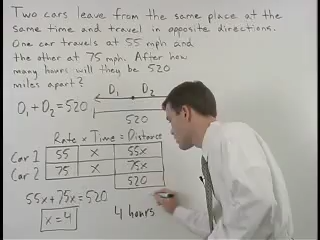 Two cars leave from the same place at the
same time and travel in opposite directions.
One car travels at 55 mph and
the other at 75 mph. After how
many hours will they be 520
miles apart?
D₁ D₂
D₁ + D₂ = 520
520
Rate x Time = Distance
Car 1 55 x 55x
Car 2 75 x 75x
520
55x + 75x = 520
x = 4
4 hours